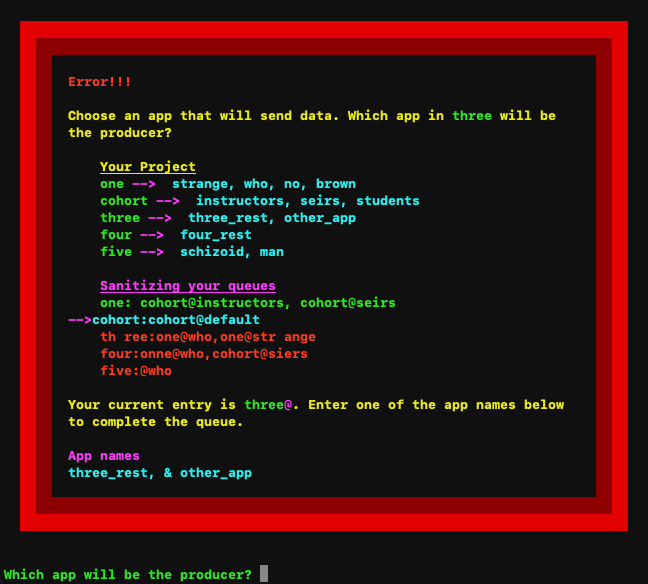 Error!!!
Choose an app that will send data. Which app in three will be
the producer?
Your Project
one --> strange, who, no, brown
cohort --> instructors, seirs, students
three --> three_rest, other_app
four --> four_rest
five --> schizoid, man
Sanitizing your queues
one: cohort@instructors, cohort@seirs
-->cohort:cohort@default
th ree:one@who,one@str ange
four:onne@who,cohort@siers
five:@who
Your current entry is three@. Enter one of the app names below
to complete the queue.
App names
three_rest, & other_app
Which app will be the producer?